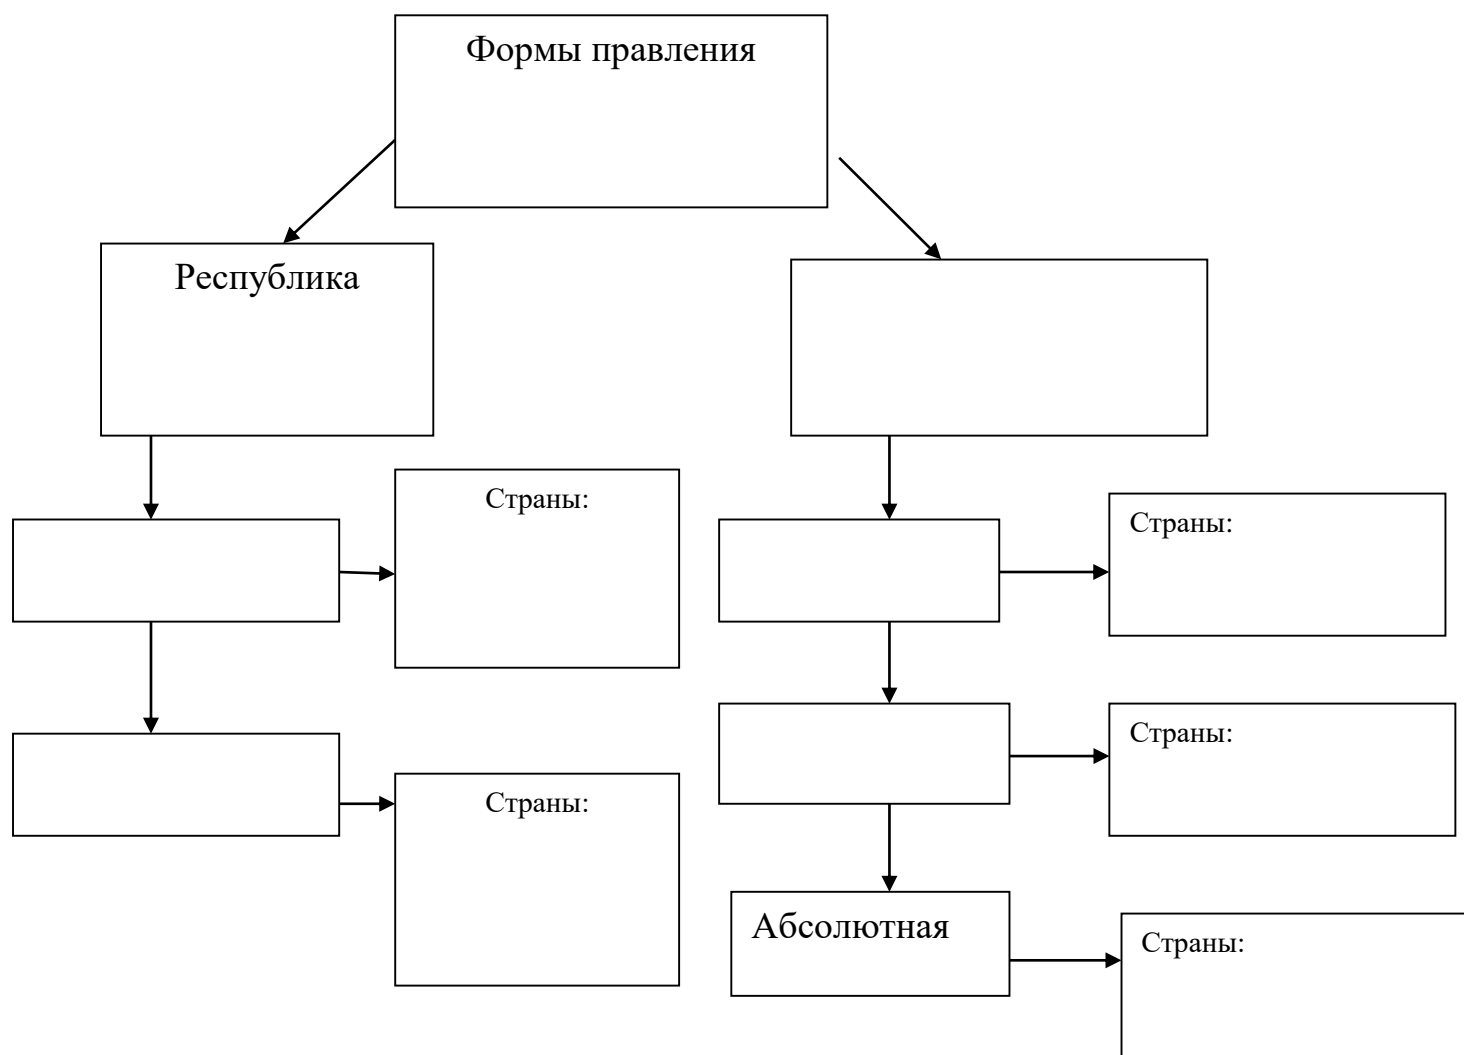 Формы правления
Республика
Страны:
Страны:
Страны:
Страны:
Абсолютная
Страны: